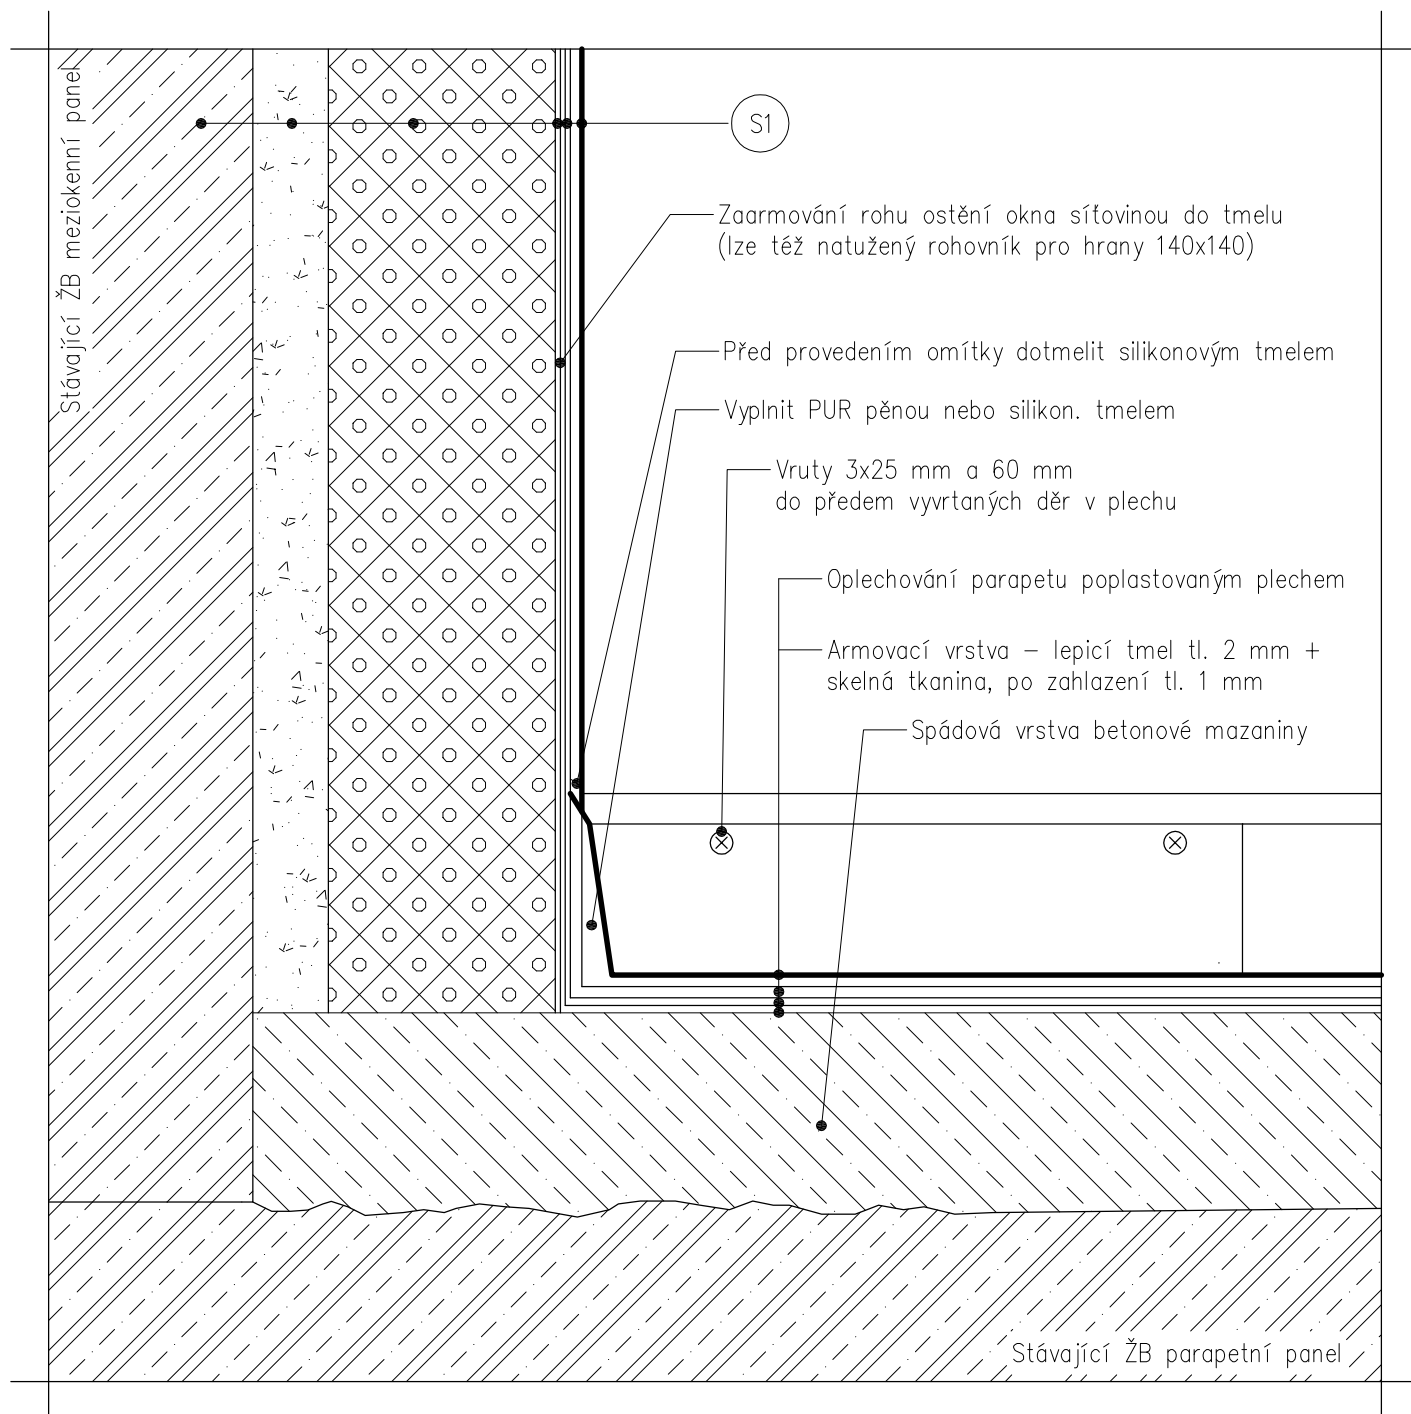 Stávající ŽB meziokenní panel
S1
Zaarmování rohu ostění okna síťovinou do tmelu
(lze též natužený rohovník pro hrany 140x140)
Před provedením omítky dotmelit silikonovým tmelem
Vyplnit PUR pěnou nebo silikon. tmelem
Vruty 3x25 mm a 60 mm
do předem vyvrtaných děr v plechu
Oplechování parapetu poplastovaným plechem
Armovací vrstva – lepicí tmel tl. 2 mm +
skelná tkanina, po zahlazení tl. 1 mm
Spádová vrstva betonové mazaniny
Stávající ŽB parapetní panel